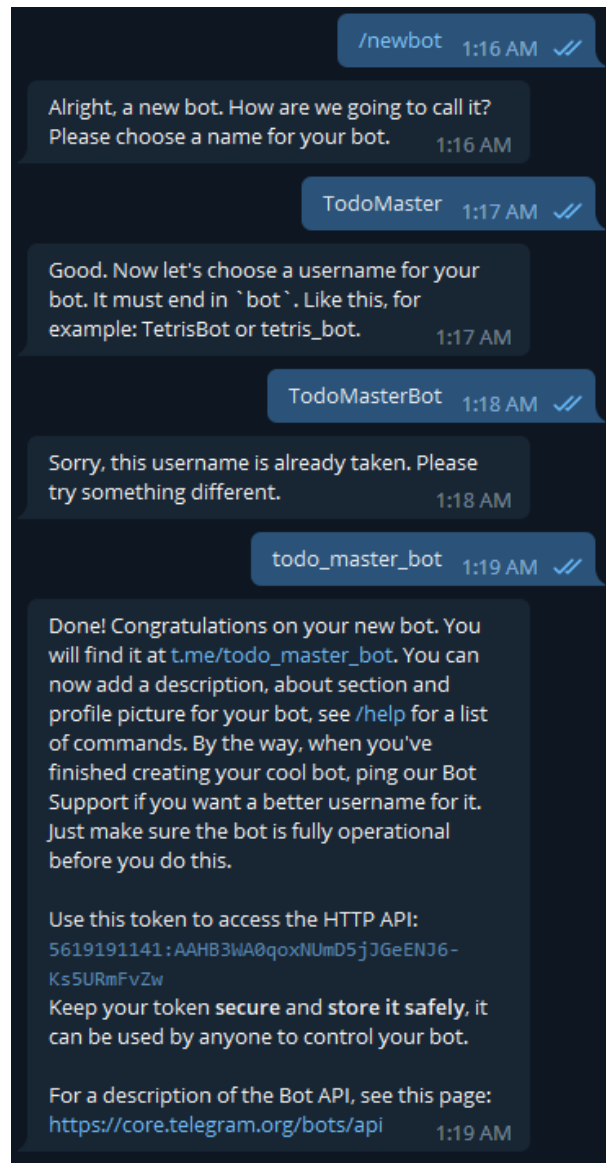 /newbot 1:16 AM
Alright, a new bot. How are we going to call it?
Please choose a name for your bot. 1:16 AM
TodoMaster 1:17 AM
Good. Now let's choose a username for your
bot. It must end in `bot`. Like this, for
example: TetrisBot or tetris_bot. 1:17 AM
TodoMasterBot 1:18 AM
Sorry, this username is already taken. Please
try something different. 1:18 AM
todo_master_bot 1:19 AM
Done! Congratulations on your new bot. You
will find it at t.me/todo_master_bot. You can
now add a description, about section and
profile picture for your bot, see /help for a list
of commands. By the way, when you've
finished creating your cool bot, ping our Bot
Support if you want a better username for it.
Just make sure the bot is fully operational
before you do this.
Use this token to access the HTTP API:
5619191141:AAHB3WA0qoxNUmD5jJGeENJ6-
Ks5URmFvZw
Keep your token secure and store it safely, it
can be used by anyone to control your bot.
For a description of the Bot API, see this page:
https://core.telegram.org/bots/api 1:19 AM